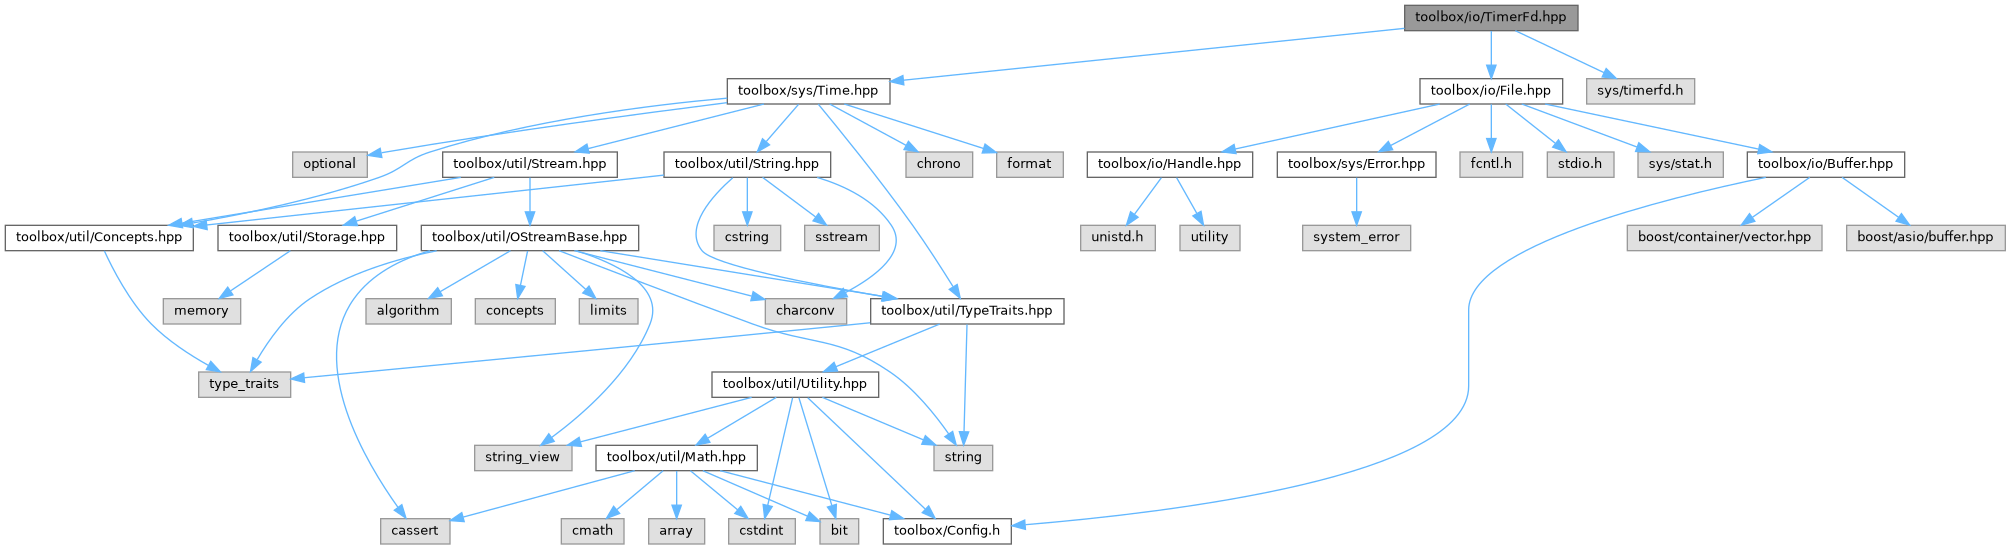 toolbox/io/TimerFd.hpp
toolbox/sys/Time.hpp
toolbox/io/File.hpp
sys/timerfd.h
optional
toolbox/util/Stream.hpp
toolbox/util/String.hpp
chrono
format
toolbox/io/Handle.hpp
toolbox/sys/Error.hpp
fcntl.h
stdio.h
sys/stat.h
toolbox/io/Buffer.hpp
toolbox/util/Concepts.hpp
toolbox/util/Storage.hpp
toolbox/util/OStreamBase.hpp
cstring
sstream
unistd.h
utility
system_error
boost/container/vector.hpp
boost/asio/buffer.hpp
memory
algorithm
concepts
limits
charconv
toolbox/util/TypeTraits.hpp
type_traits
toolbox/util/Utility.hpp
string_view
toolbox/util/Math.hpp
string
cassert
cmath
array
cstdint
bit
toolbox/Config.h